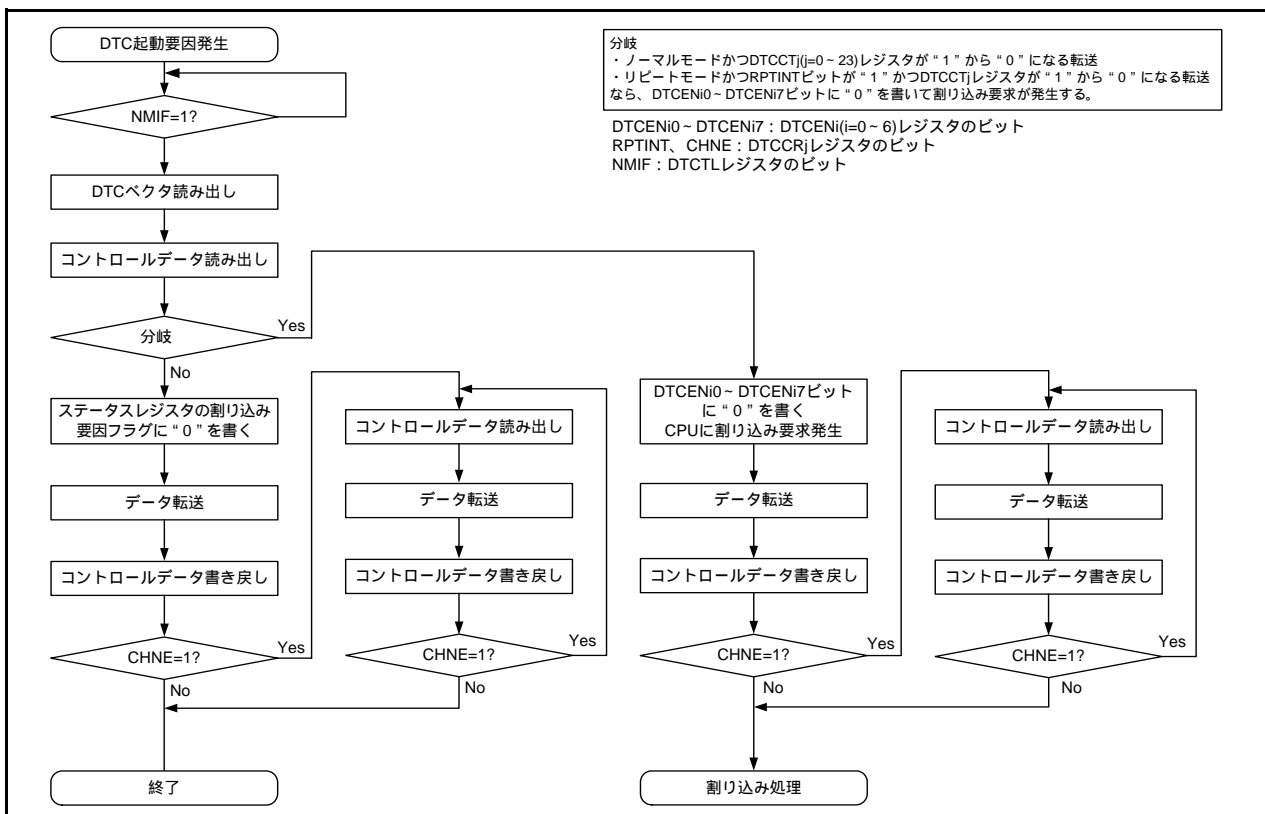 DTC起動要因発生
NMIF=1?
DTCベクタ読み出し
コントロールデータ読み出し
分岐
Yes
No
ステータスレジスタの割り込み
要因フラグに“0”を書く
データ転送
コントロールデータ書き戻し
CHNE=1?
Yes
No
終了
コントロールデータ読み出し
データ転送
コントロールデータ書き戻し
CHNE=1?
Yes
No
分岐
・ノーマルモードかつDTCCTj(j=0~23)レジスタが“1”から“0”になる転送
・リピートモードかつRPTINTビットが“1”かつDTCCTjレジスタが“1”から“0”になる転送
なら、DTCENi0~DTCENi7ビットに“0”を書いて割り込み要求が発生する。
DTCENi0~DTCENi7:DTCENi(i=0~6)レジスタのビット
RPTINT、CHNE:DTCCRjレジスタのビット
NMIF:DTCTLレジスタのビット
DTCENi0~DTCENi7ビット
に“0”を書く
CPUに割り込み要求発生
データ転送
コントロールデータ書き戻し
CHNE=1?
Yes
No
割り込み処理
コントロールデータ読み出し
データ転送
コントロールデータ書き戻し
CHNE=1?
Yes
No